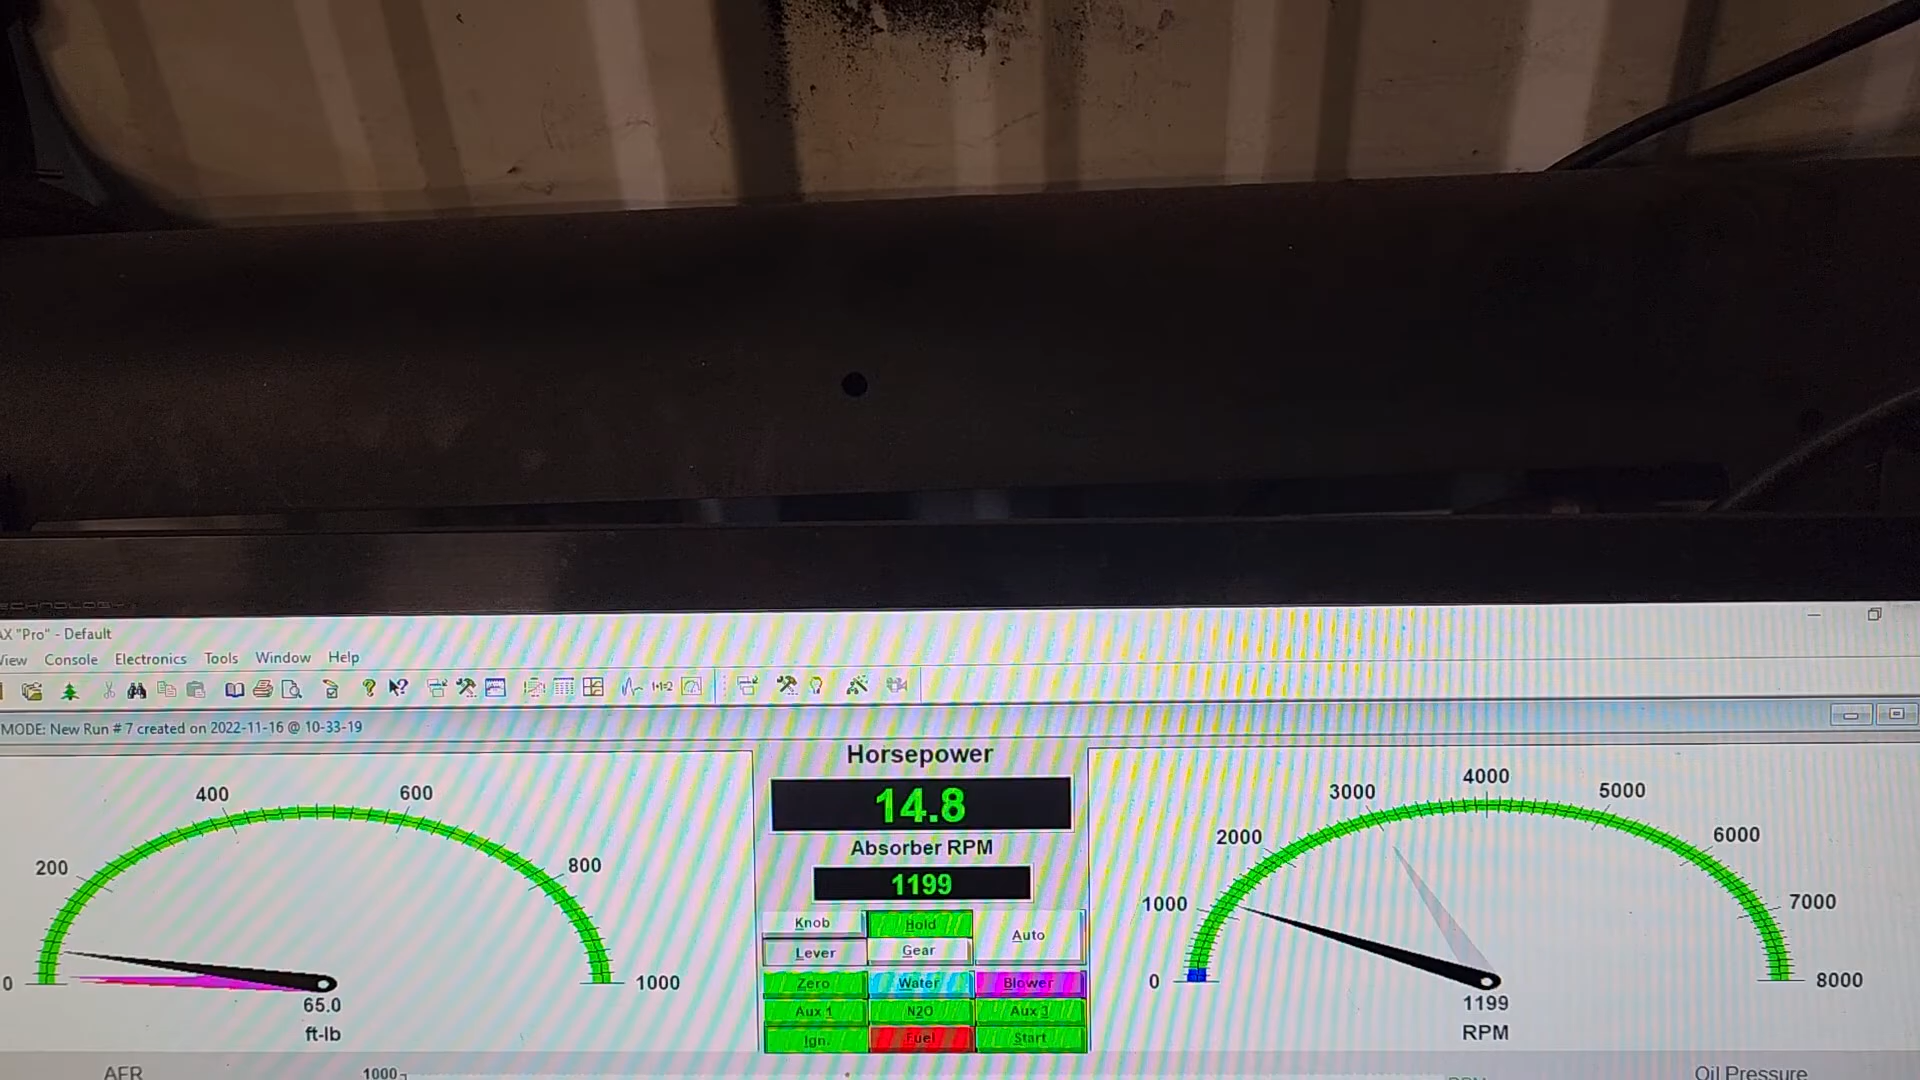 ECHNOLOGY
AX "Pro" - Default
View Console Electronics Tools Window Help
MODE: New Run # 7 created on 2022-11-16 @ 10-33-19
0 200 400 600 800 1000
65.0
ft-lb
Horsepower
14.8
Absorber RPM
1199
Knob Hold Auto
Lever Gear
Zero Water Blower
Aux 1 N2O Aux 3
Ign. Fuel Start
0 1000 2000 3000 4000 5000 6000 7000 8000
1199
RPM
AFR 1000 Oil Pressure